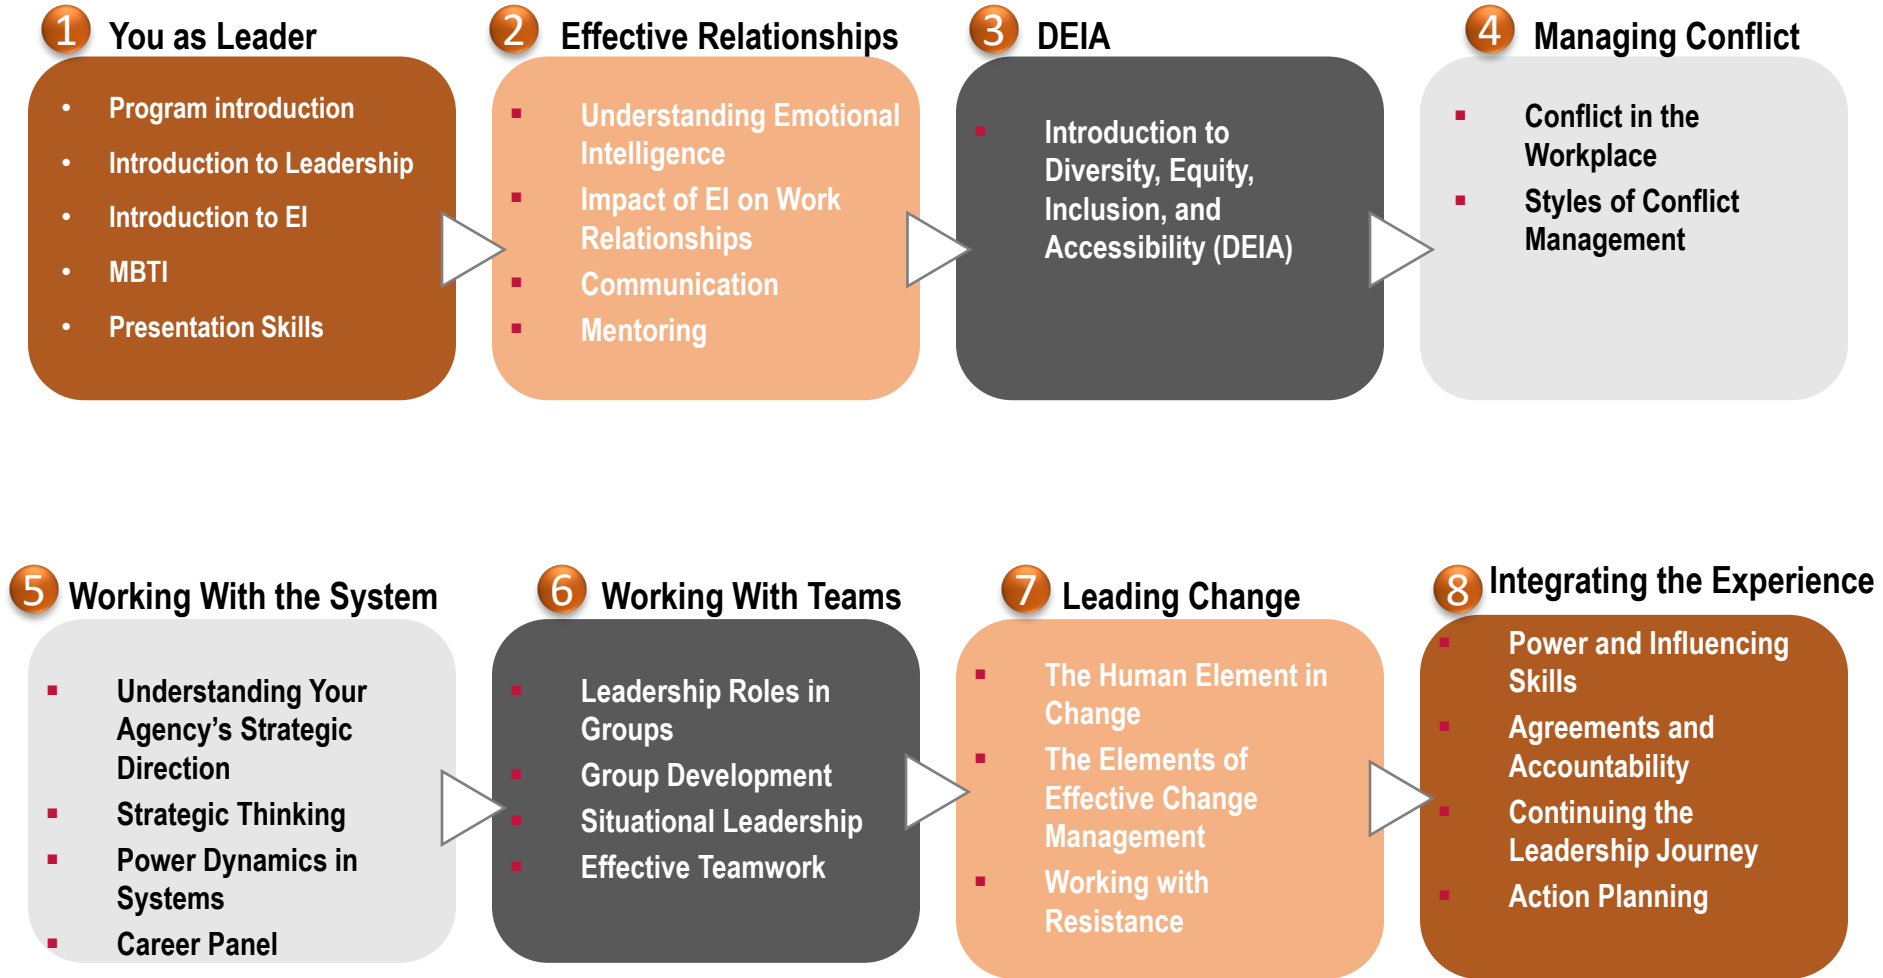 1 You as Leader
• Program introduction
• Introduction to Leadership
• Introduction to EI
• MBTI
• Presentation Skills
2 Effective Relationships
▪ Understanding Emotional
Intelligence
▪ Impact of EI on Work
Relationships
▪ Communication
▪ Mentoring
3 DEIA
▪ Introduction to
Diversity, Equity,
Inclusion, and
Accessibility (DEIA)
4 Managing Conflict
▪ Conflict in the
Workplace
▪ Styles of Conflict
Management
5 Working With the System
▪ Understanding Your
Agency’s Strategic
Direction
▪ Strategic Thinking
▪ Power Dynamics in
Systems
▪ Career Panel
6 Working With Teams
▪ Leadership Roles in
Groups
▪ Group Development
▪ Situational Leadership
▪ Effective Teamwork
7 Leading Change
▪ The Human Element in
Change
▪ The Elements of
Effective Change
Management
▪ Working with
Resistance
8 Integrating the Experience
▪ Power and Influencing
Skills
▪ Agreements and
Accountability
▪ Continuing the
Leadership Journey
▪ Action Planning